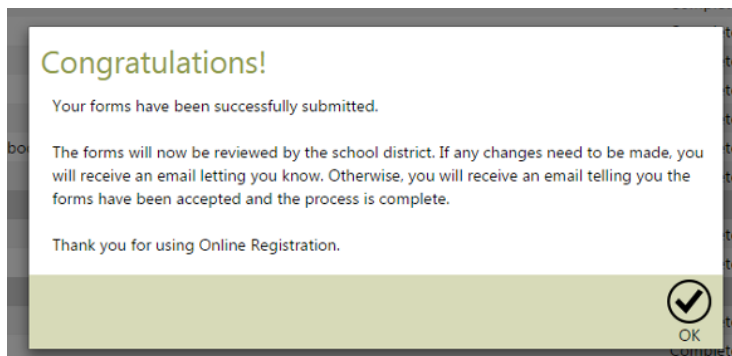 Congratulations!
Your forms have been successfully submitted.
The forms will now be reviewed by the school district. If any changes need to be made, you
will receive an email letting you know. Otherwise, you will receive an email telling you the
forms have been accepted and the process is complete.
Thank you for using Online Registration.
OK